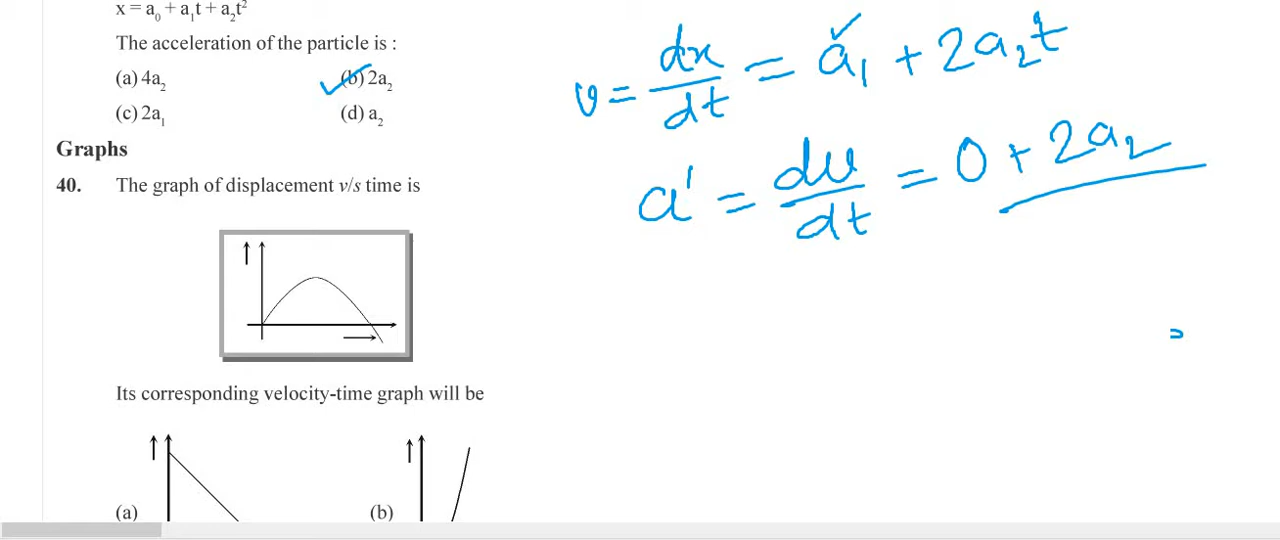 x = a₀ + a₁t + a₂t²
The acceleration of the particle is :
(a) 4a₂ (b) 2a₂
(c) 2a₁ (d) a₂
v = dx/dt = a₁ + 2a₂t
a' = dv/dt = 0 + 2a₂
Graphs
40. The graph of displacement v/s time is
Its corresponding velocity-time graph will be
(a) (b)